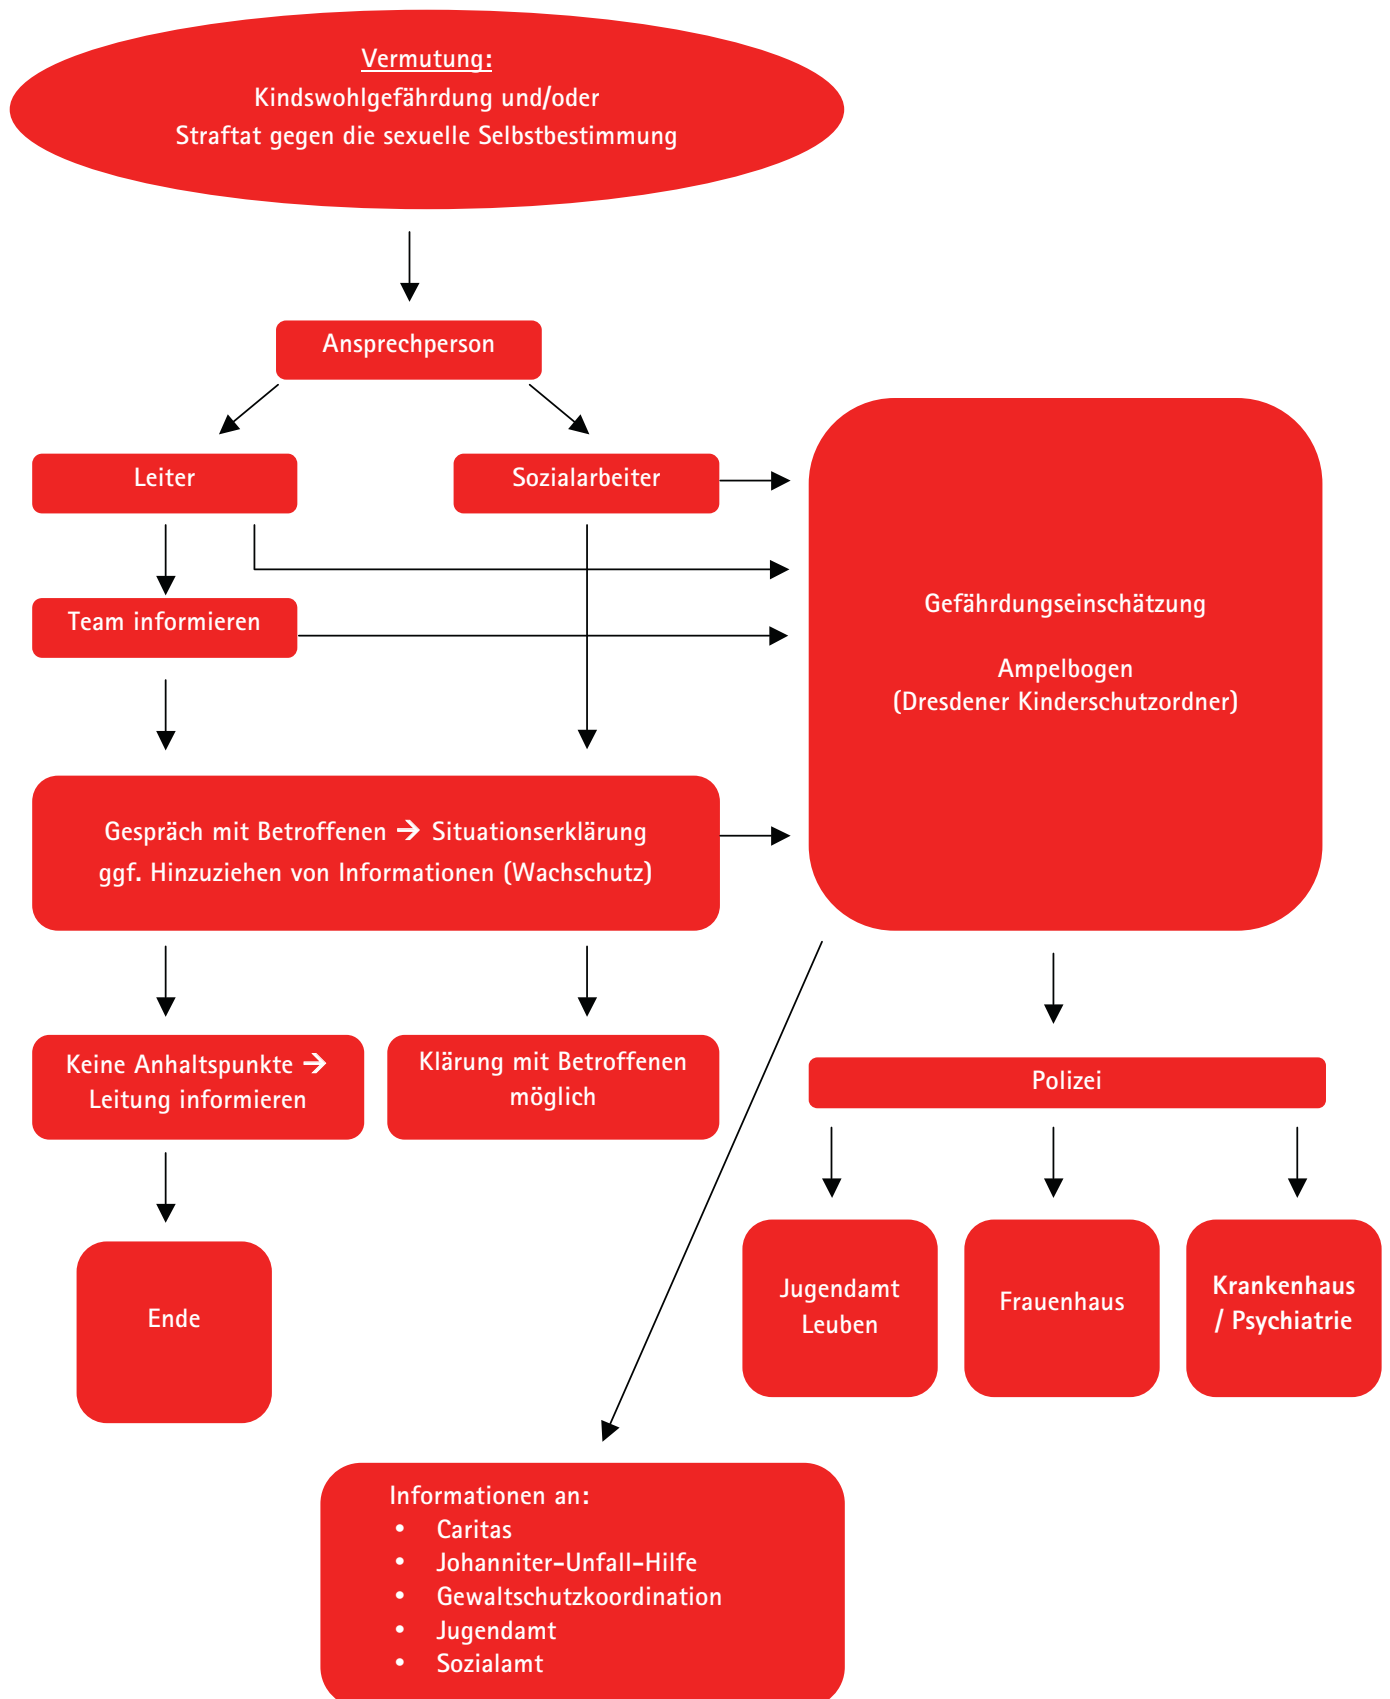 Vermutung:
Kindswohlgefährdung und/oder
Straftat gegen die sexuelle Selbstbestimmung
Ansprechperson
Leiter
Sozialarbeiter
Team informieren
Gefährdungseinschätzung
Ampelbogen
(Dresdener Kinderschutzordner)
Gespräch mit Betroffenen → Situationserklärung
ggf. Hinzuziehen von Informationen (Wachschutz)
Keine Anhaltspunkte →
Leitung informieren
Klärung mit Betroffenen
möglich
Polizei
Ende
Jugendamt
Leuben
Frauenhaus
Krankenhaus
/ Psychiatrie
Informationen an:
• Caritas
• Johanniter-Unfall-Hilfe
• Gewaltschutzkoordination
• Jugendamt
• Sozialamt